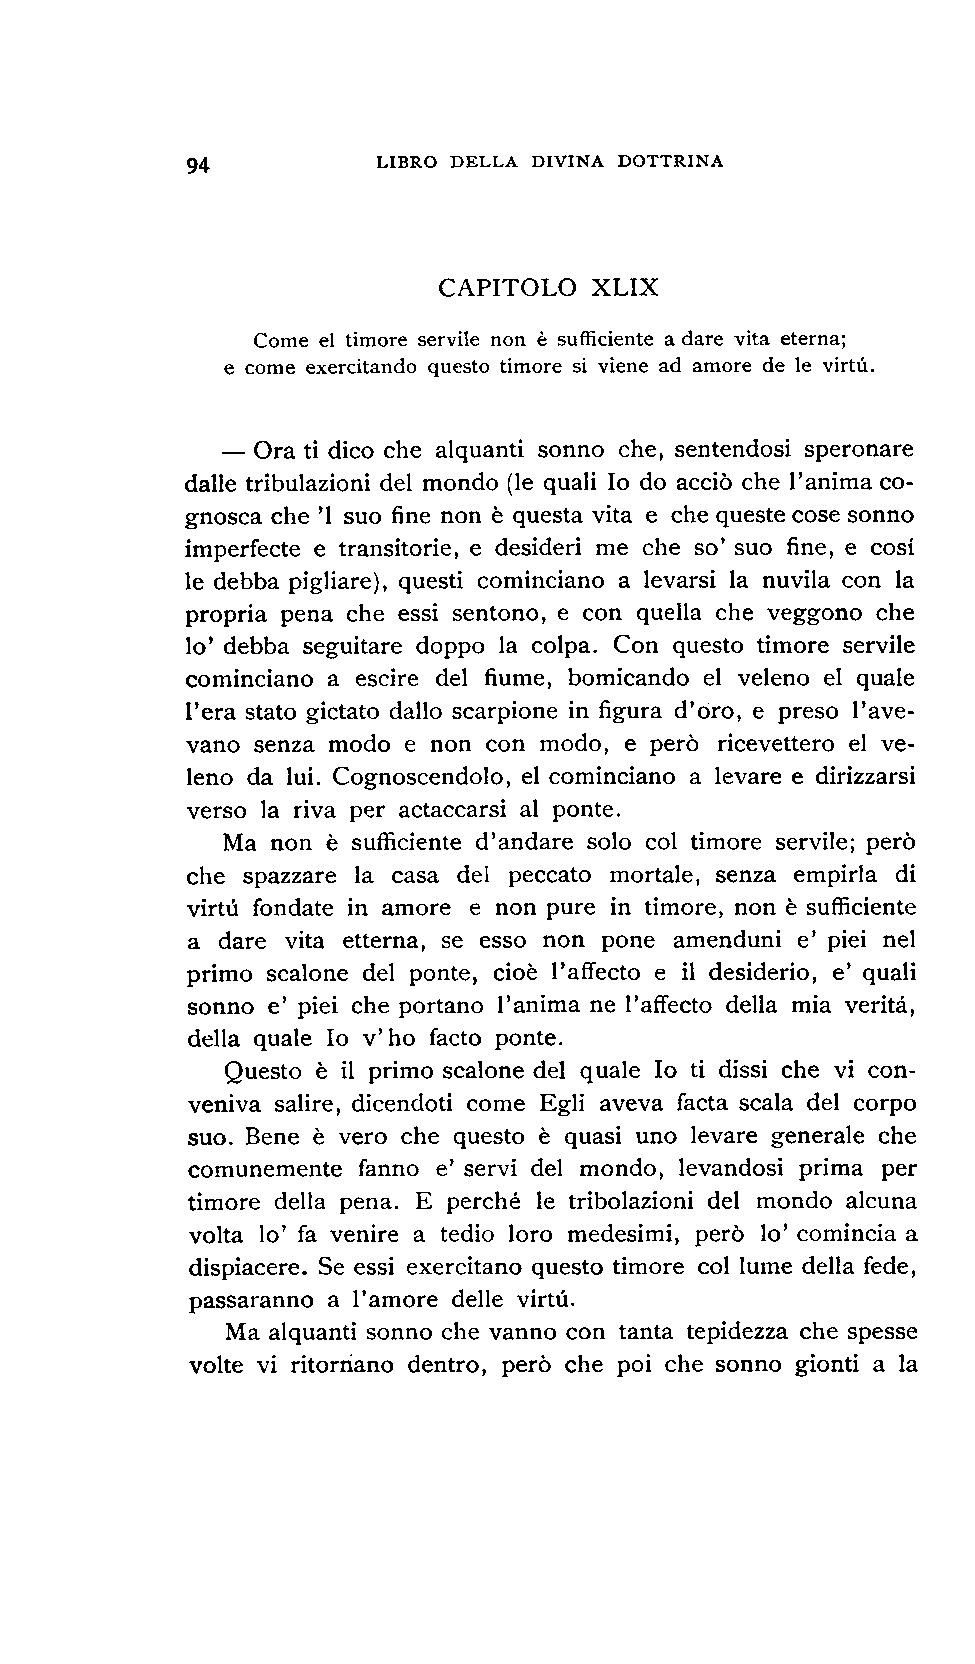 94 LIBRO DELLA DIVINA DOTTRINA
CAPITOLO XLIX
Come el timore servile non è sufficiente a dare vita eterna;
e come exercitando questo timore si viene ad amore de le virtú.
— Ora ti dico che alquanti sonno che, sentendosi speronare
dalle tribulazioni del mondo (le quali Io do acciò che l'anima co-
gnosca che 'l suo fine non è questa vita e che queste cose sonno
imperfecte e transitorie, e desideri me che so' suo fine, e cosí
le debba pigliare), questi cominciano a levarsi la nuvila con la
propria pena che essi sentono, e con quella che veggono che
lo' debba seguitare doppo la colpa. Con questo timore servile
cominciano a escire del fiume, bomicando el veleno el quale
l'era stato gictato dallo scarpione in figura d'oro, e preso l'ave-
vano senza modo e non con modo, e però ricevettero el ve-
leno da lui. Cognoscendolo, el cominciano a levare e dirizzarsi
verso la riva per actaccarsi al ponte.
Ma non è sufficiente d'andare solo col timore servile; però
che spazzare la casa del peccato mortale, senza empirla di
virtú fondate in amore e non pure in timore, non è sufficiente
a dare vita etterna, se esso non pone amenduni e' piei nel
primo scalone del ponte, cioè l'affecto e il desiderio, e' quali
sonno e' piei che portano l'anima ne l'affecto della mia veritá,
della quale Io v' ho facto ponte.
Questo è il primo scalone del quale Io ti dissi che vi con-
veniva salire, dicendoti come Egli aveva facta scala del corpo
suo. Bene è vero che questo è quasi uno levare generale che
comunemente fanno e' servi del mondo, levandosi prima per
timore della pena. E perché le tribolazioni del mondo alcuna
volta lo' fa venire a tedio loro medesimi, però lo' comincia a
dispiacere. Se essi exercitano questo timore col lume della fede,
passaranno a l'amore delle virtú.
Ma alquanti sonno che vanno con tanta tepidezza che spesse
volte vi ritornano dentro, però che poi che sonno gionti a la